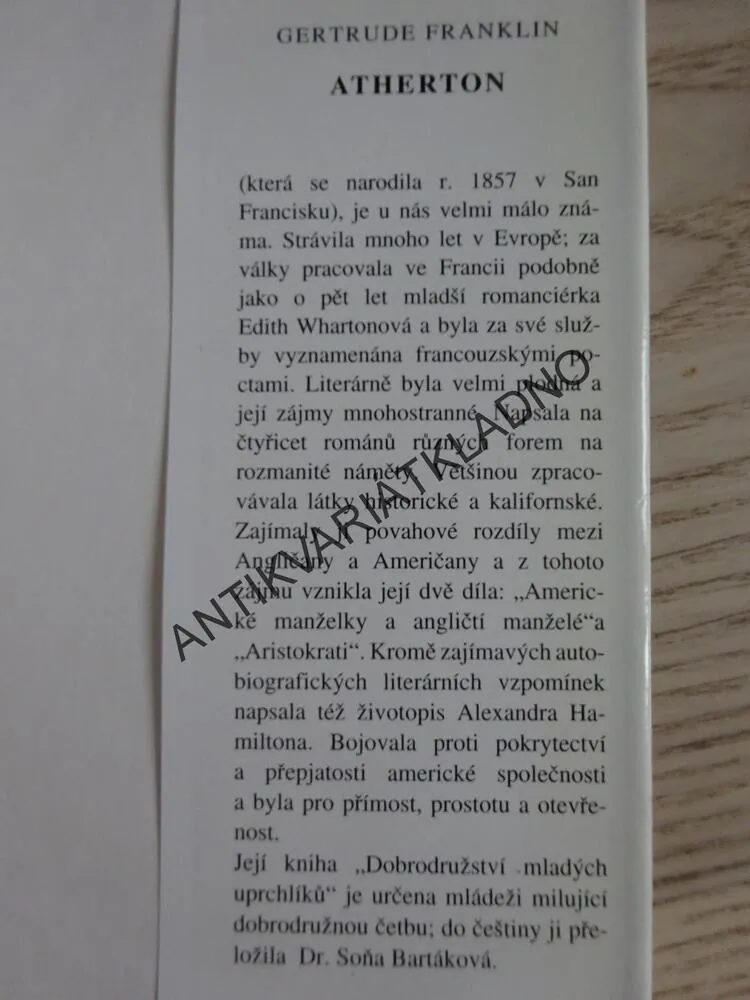 GERTRUDE FRANKLIN
ATHERTON
(která se narodila r. 1857 v San
Francisku), je u nás velmi málo zná-
ma. Strávila mnoho let v Evropě; za
války pracovala ve Francii podobně
jako o pět let mladší romanciérka
Edith Whartonová a byla za své služ-
by vyznamenána francouzskými po-
ctami. Literárně byla velmi plodná a
její zájmy mnohostranné. Napsala na
čtyřicet románů různých forem na
rozmanité náměty. Většinou zpraco-
vávala látky historické a kalifornské.
Zajímaly ji povahové rozdíly mezi
Angličany a Američany a z tohoto
zájmu vznikla její dvě díla: „Americ-
ké manželky a angličtí manželé“a
„Aristokrati“. Kromě zajímavých auto-
biografických literárních vzpomínek
napsala též životopis Alexandra Ha-
miltona. Bojovala proti pokrytectví
a přepjatosti americké společnosti
a byla pro přímost, prostotu a otevře-
nost.
Její kniha „Dobrodružství mladých
uprchlíků“ je určena mládeži milující
dobrodružnou četbu; do češtiny ji pře-
ložila Dr. Soňa Bartáková.
ANTIKVARIATKLADNO